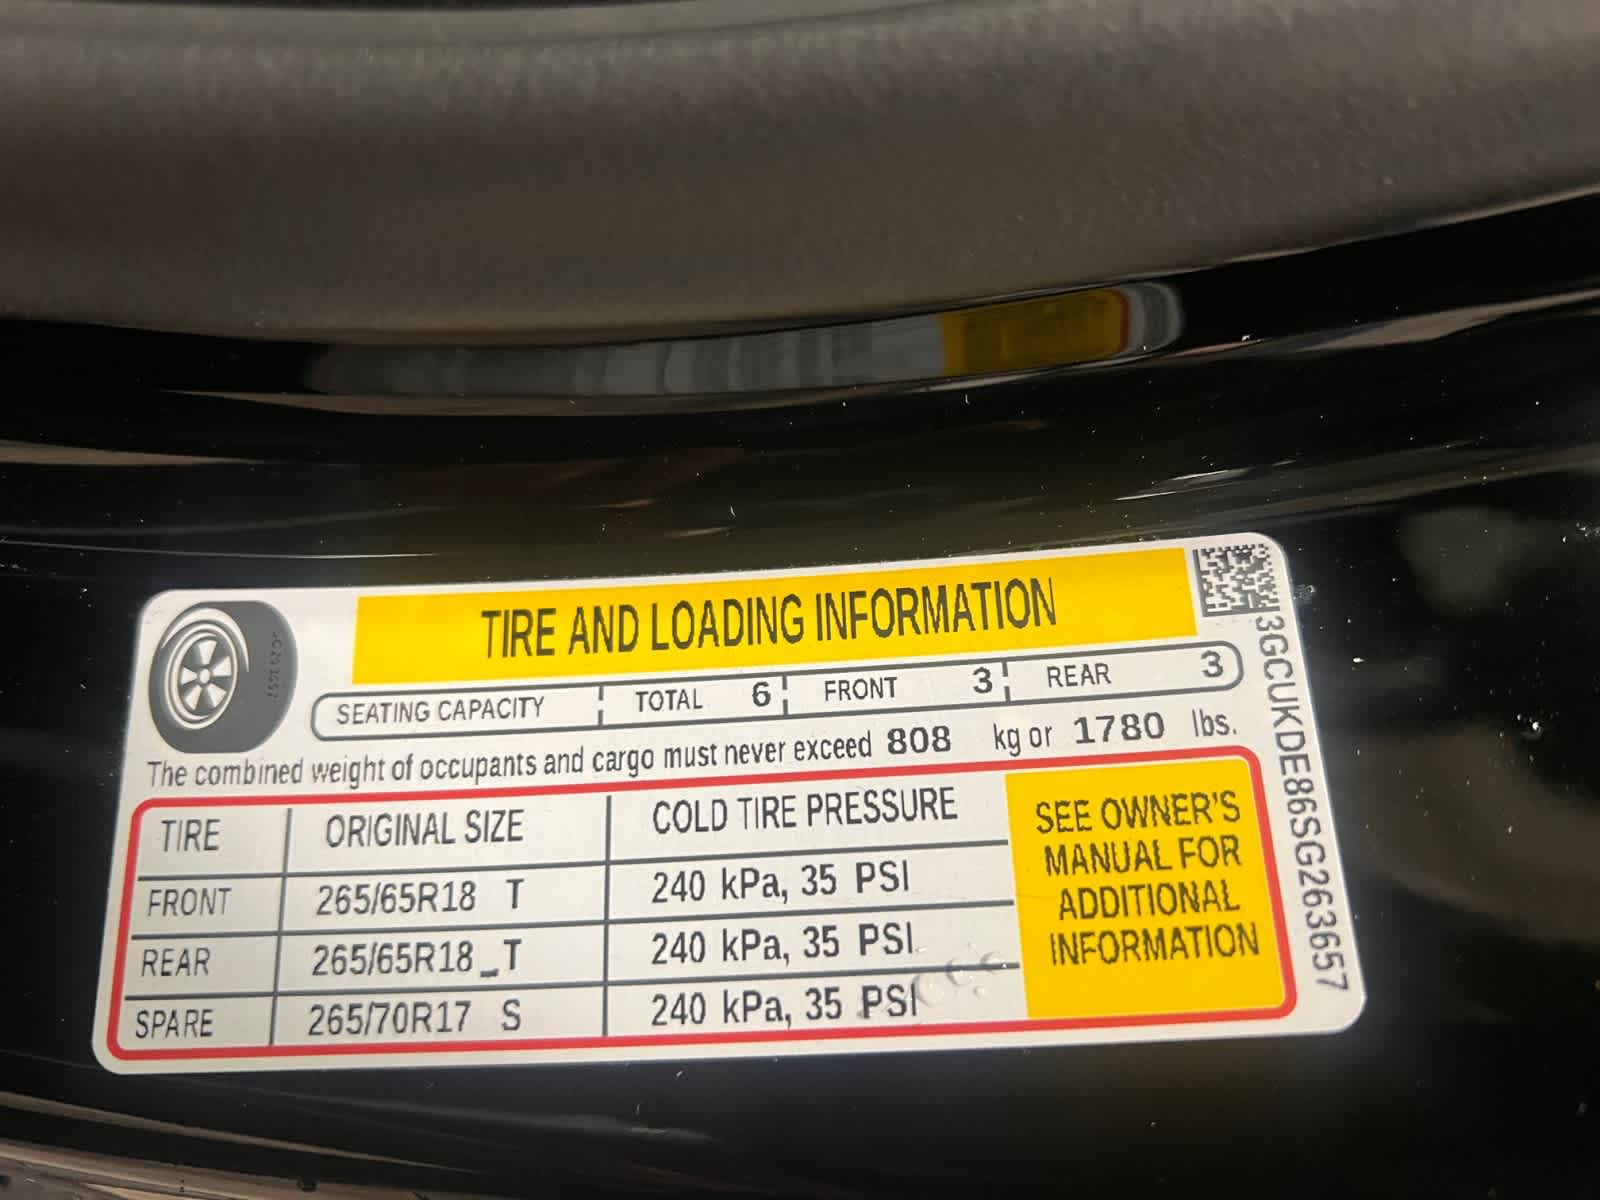 TIRE AND LOADING INFORMATION
SEATING CAPACITY TOTAL 6 FRONT 3 REAR 3
The combined weight of occupants and cargo must never exceed 808 kg or 1780 lbs.
TIRE ORIGINAL SIZE COLD TIRE PRESSURE
FRONT 265/65R18 T 240 kPa, 35 PSI
REAR 265/65R18 T 240 kPa, 35 PSI
SPARE 265/70R17 S 240 kPa, 35 PSI
SEE OWNER'S
MANUAL FOR
ADDITIONAL
INFORMATION
3GCUKDE86SG263657